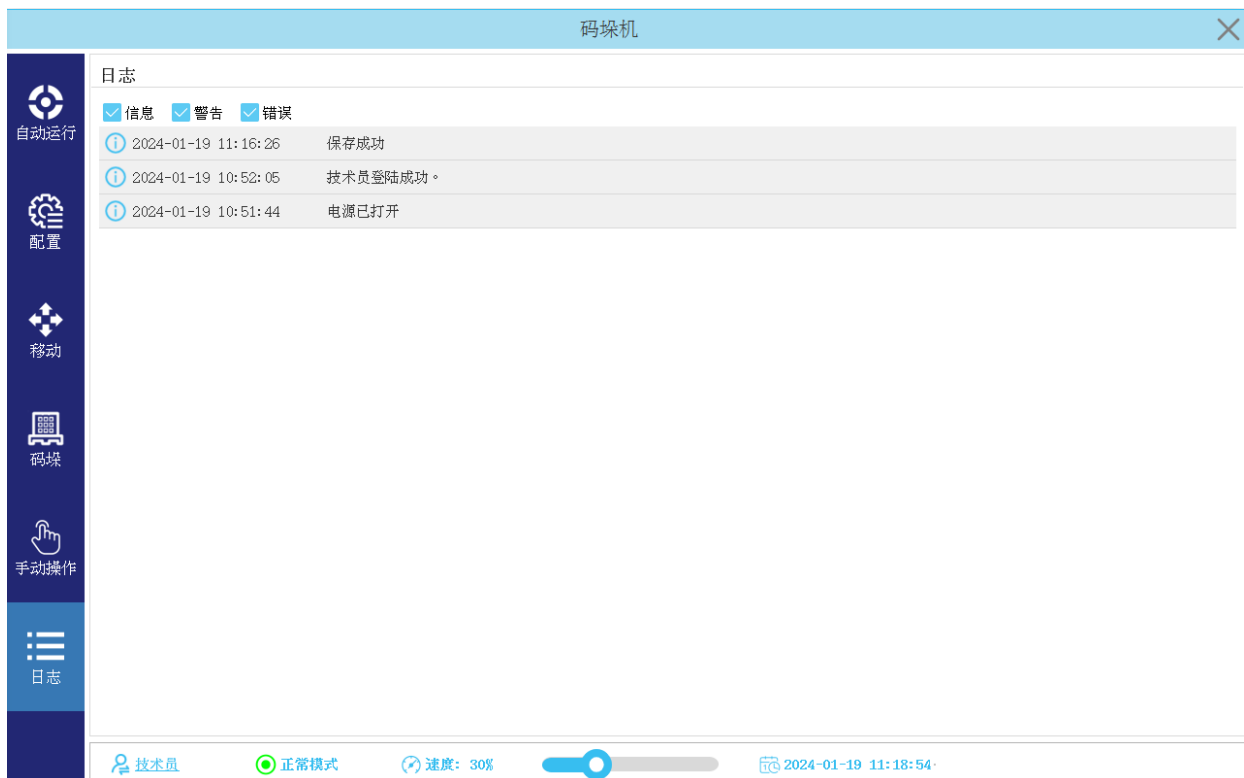 码垛机
自动运行
配置
移动
码垛
手动操作
日志
日志
信息 警告 错误
2024-01-19 11:16:26 保存成功
2024-01-19 10:52:05 技术员登陆成功。
2024-01-19 10:51:44 电源已打开
技术员 正常模式 速度: 30% 2024-01-19 11:18:54